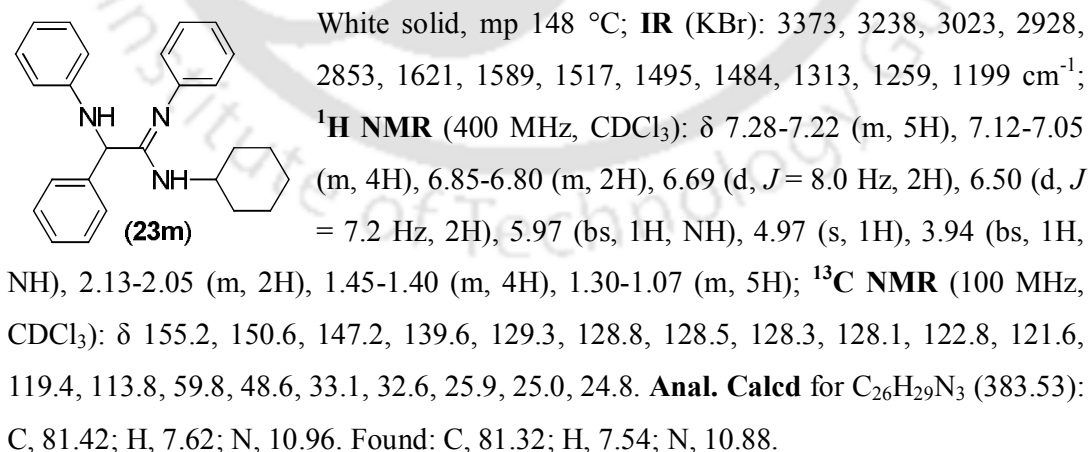 White solid, mp 148 °C; IR (KBr): 3373, 3238, 3023, 2928,
2853, 1621, 1589, 1517, 1495, 1484, 1313, 1259, 1199 cm⁻¹;
¹H NMR (400 MHz, CDCl₃): δ 7.28-7.22 (m, 5H), 7.12-7.05
(m, 4H), 6.85-6.80 (m, 2H), 6.69 (d, J = 8.0 Hz, 2H), 6.50 (d, J
= 7.2 Hz, 2H), 5.97 (bs, 1H, NH), 4.97 (s, 1H), 3.94 (bs, 1H,
NH N
NH
(23m)
NH), 2.13-2.05 (m, 2H), 1.45-1.40 (m, 4H), 1.30-1.07 (m, 5H); ¹³C NMR (100 MHz,
CDCl₃): δ 155.2, 150.6, 147.2, 139.6, 129.3, 128.8, 128.5, 128.3, 128.1, 122.8, 121.6,
119.4, 113.8, 59.8, 48.6, 33.1, 32.6, 25.9, 25.0, 24.8. Anal. Calcd for C₂₆H₂₉N₃ (383.53):
C, 81.42; H, 7.62; N, 10.96. Found: C, 81.32; H, 7.54; N, 10.88.
Institute of Technology G